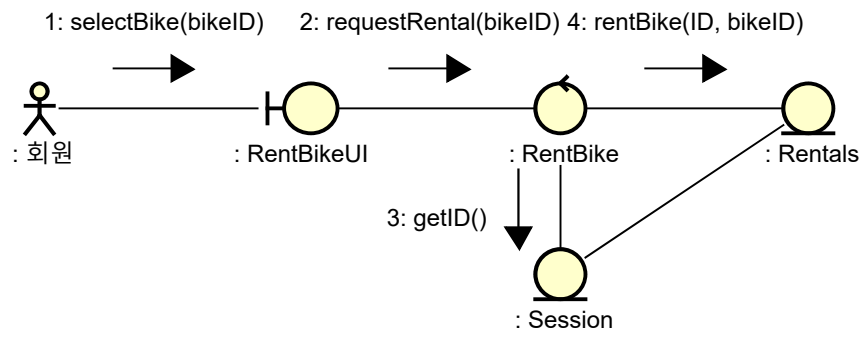 1: selectBike(bikeID)
2: requestRental(bikeID)
4: rentBike(ID, bikeID)
: 회원
: RentBikeUI
: RentBike
: Rentals
3: getID()
: Session